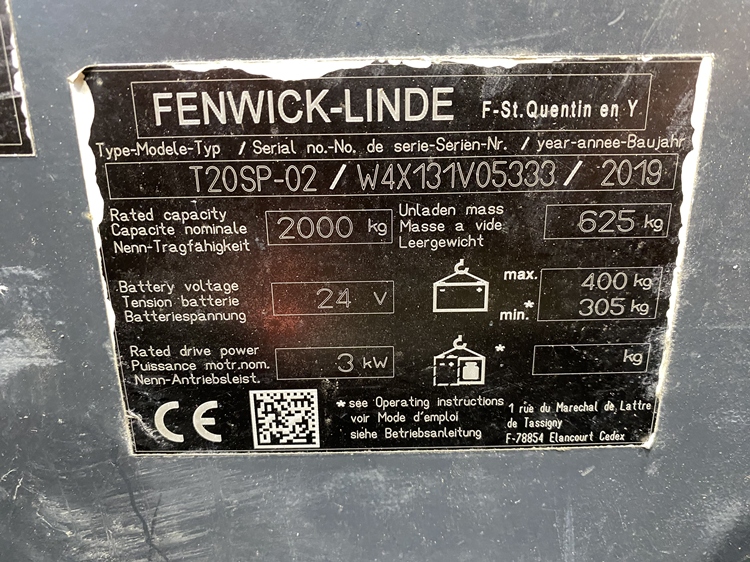 FENWICK-LINDE F-St.Quentin en Y
Type-Modele-Typ / Serial no.-No. de serie-Serien-Nr. / year-annee-Baujahr
T20SP-02 / W4X131V05333 / 2019
Rated capacity
Capacite nominale
Nenn-Tragfähigkeit
2000 kg
Unladen mass
Masse a vide
Leergewicht
625 kg
Battery voltage
Tension batterie
Batteriespannung
24 V
max. 400 kg
min.* 305 kg
Rated drive power
Puissance motr.nom.
Nenn-Antriebsleist.
3 kW
* kg
CE
* see Operating instructions
voir Mode d'emploi
siehe Betriebsanleitung
1 rue du Marechal de Lattre
de Tassigny
F-78854 Elancourt Cedex